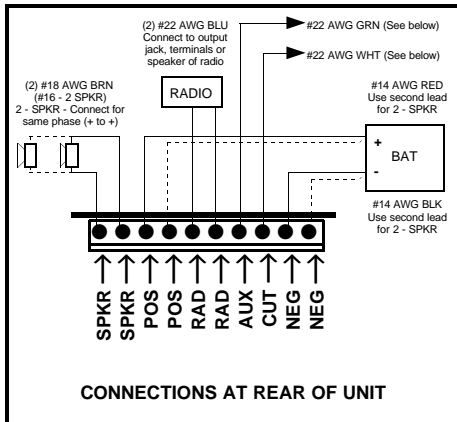 (2) #22 AWG BLU
Connect to output
jack, terminals or
speaker of radio
#22 AWG GRN (See below)
#22 AWG WHT (See below)
(2) #18 AWG BRN
(#16 - 2 SPKR)
2 - SPKR - Connect for
same phase (+ to +)
RADIO
#14 AWG RED
Use second lead
for 2 - SPKR
+
BAT
-
#14 AWG BLK
Use second lead
for 2 - SPKR
SPKR
SPKR
POS
POS
RAD
RAD
AUX
CUT
NEG
NEG
CONNECTIONS AT REAR OF UNIT